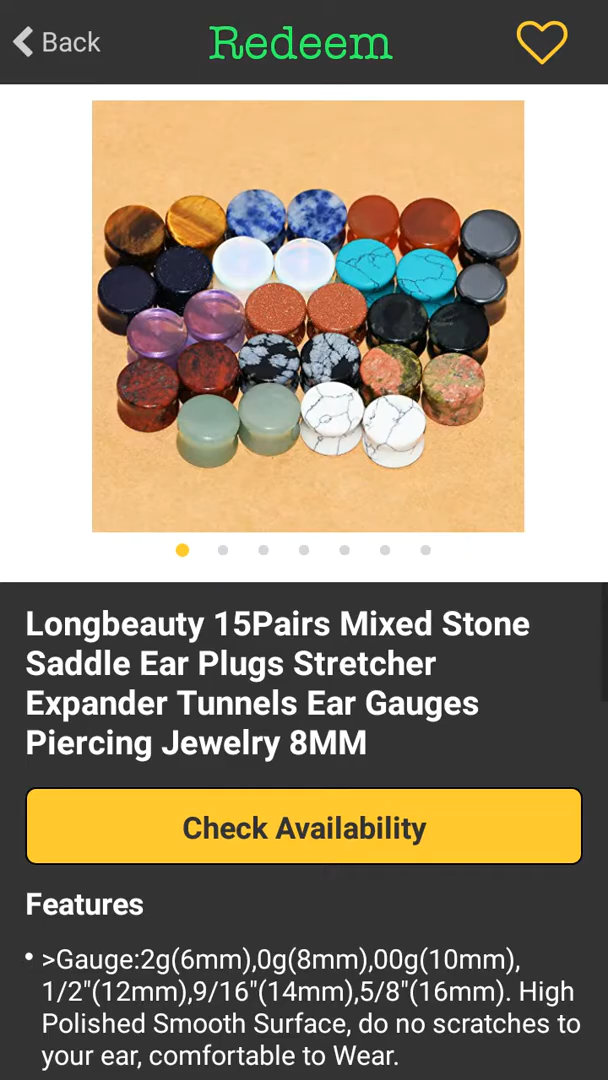 Back
Redeem
Longbeauty 15Pairs Mixed Stone
Saddle Ear Plugs Stretcher
Expander Tunnels Ear Gauges
Piercing Jewelry 8MM
Check Availability
Features
• >Gauge:2g(6mm),0g(8mm),00g(10mm),
1/2"(12mm),9/16"(14mm),5/8"(16mm). High
Polished Smooth Surface, do no scratches to
your ear, comfortable to Wear.